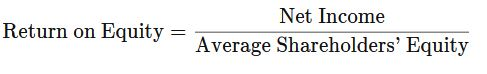 Return on Equity = Net Income / Average Shareholders’ Equity